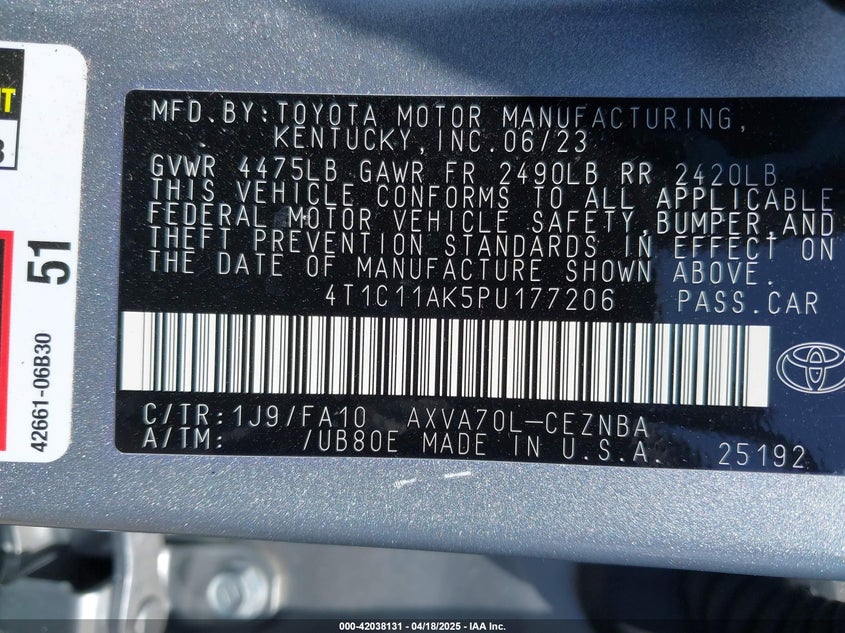 MFD.BY:TOYOTA MOTOR MANUFACTURING,
KENTUCKY,INC.06/23
GVWR 4475LB GAWR FR 2490LB RR 2420LB
THIS VEHICLE CONFORMS TO ALL APPLICABLE
FEDERAL MOTOR VEHICLE SAFETY,BUMPER,AND
THEFT PREVENTION STANDARDS IN EFFECT ON
THE DATE OF MANUFACTURE SHOWN ABOVE.
4T1C11AK5PU177206 PASS.CAR
C/TR:1J9/FA10 AXVA70L-CEZNBA
A/TM: /UB80E MADE IN U.S.A. 25192
51
42661-06B30
000-42038131 - 04/18/2025 - IAA Inc.